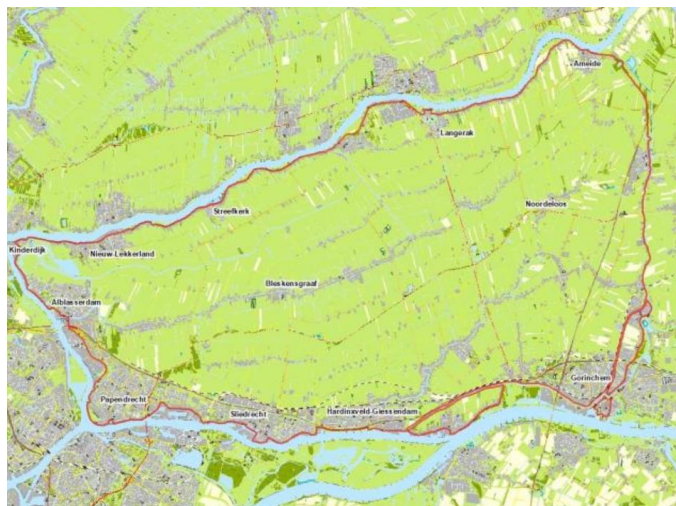 Ameide
Langerak
Noordeloos
Streefkerk
Kinderdijk
Nieuw-Lekkerland
Bleskensgraaf
Alblasserdam
Gorinchem
Papendrecht
Sliedrecht
Hardinxveld-Giessendam